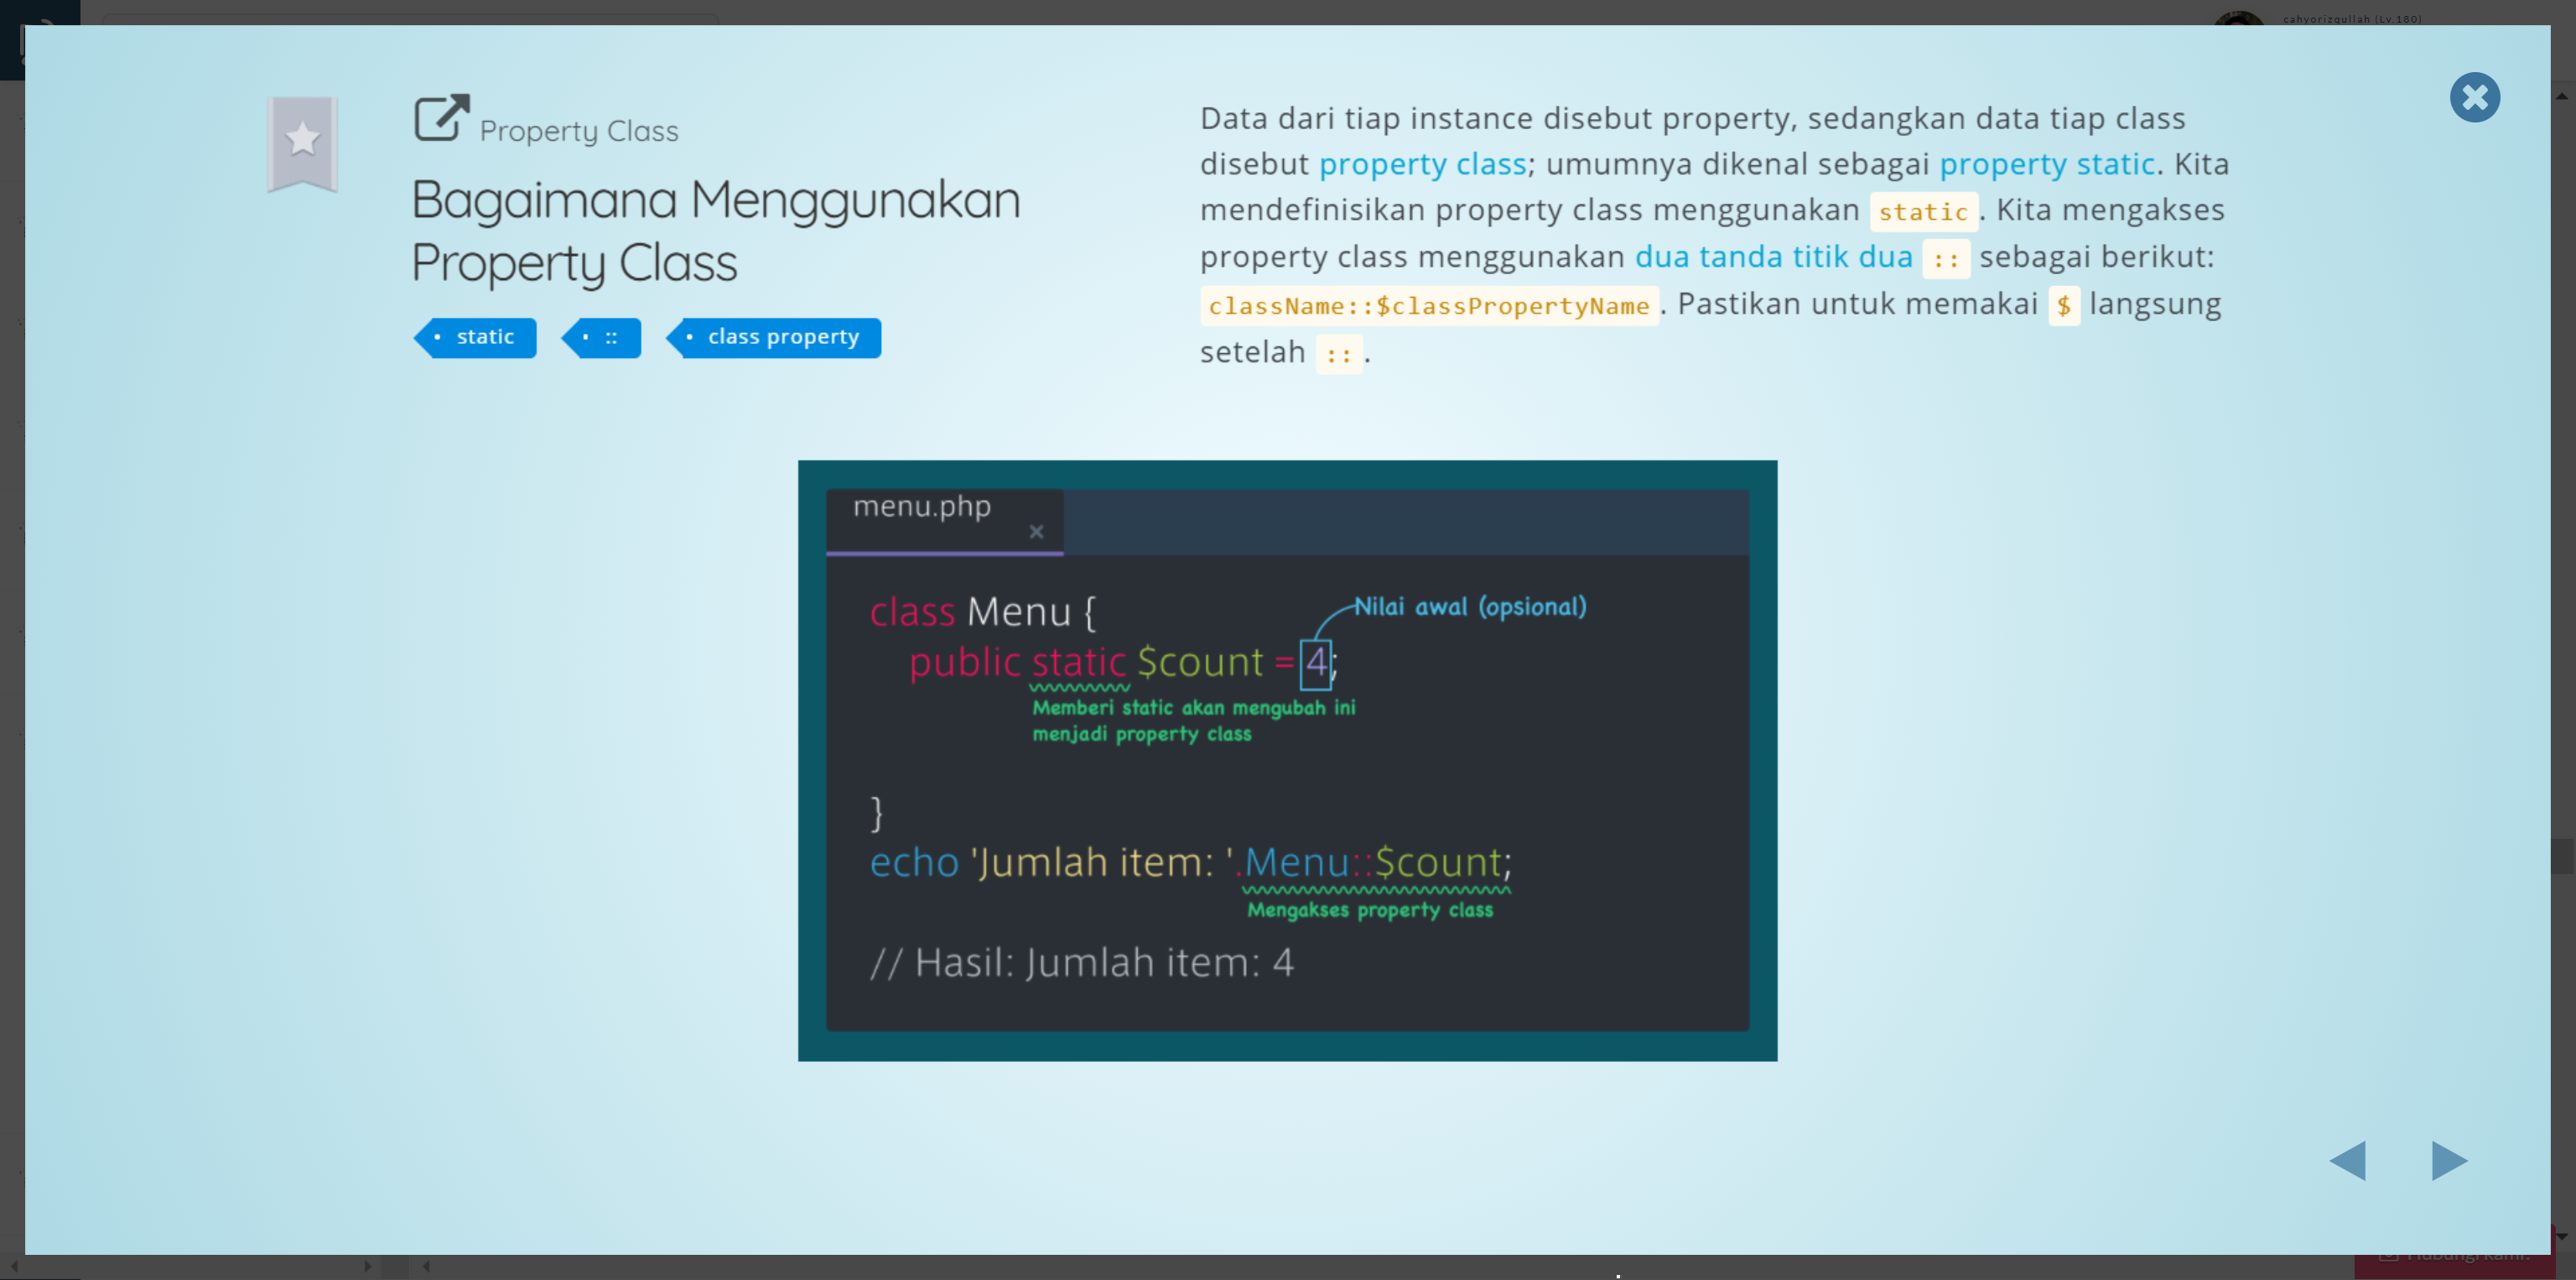 cahyorizqullah (Lv.180)
Property Class
Bagaimana Menggunakan
Property Class
static
::
class property
Data dari tiap instance disebut property, sedangkan data tiap class
disebut property class; umumnya dikenal sebagai property static. Kita
mendefinisikan property class menggunakan static. Kita mengakses
property class menggunakan dua tanda titik dua :: sebagai berikut:
className::$classPropertyName. Pastikan untuk memakai $ langsung
setelah ::.
menu.php
class Menu {
Nilai awal (opsional)
public static $count = 4;
Memberi static akan mengubah ini
menjadi property class
}
echo 'Jumlah item: '.Menu::$count;
Mengakses property class
// Hasil: Jumlah item: 4
Hubungi kami!